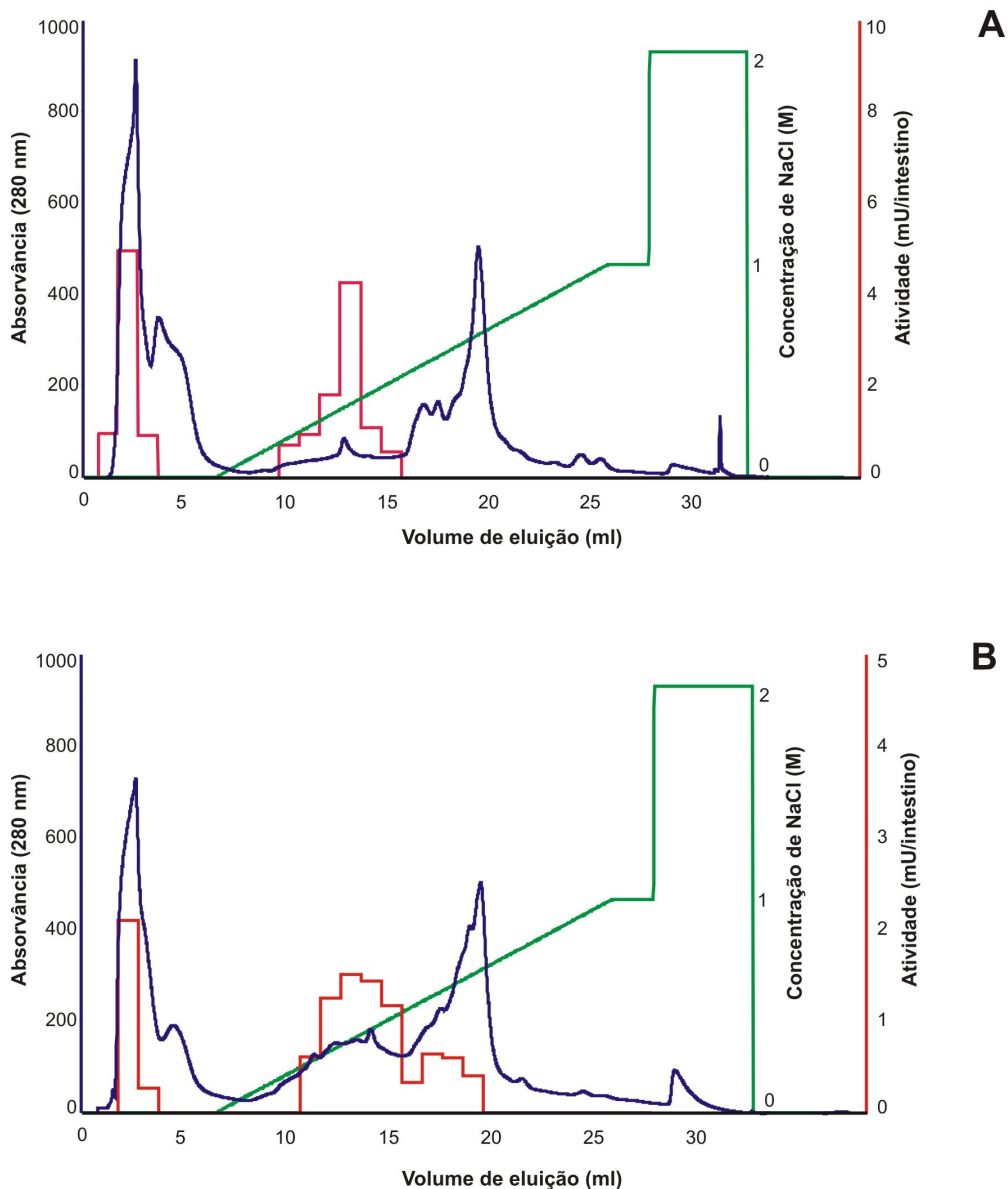 A
1000
800
600
400
200
0
Absorvância (280 nm)
0 5 10 15 20 25 30
Volume de eluição (ml)
2
1
0
Concentração de NaCl (M)
10
8
6
4
2
0
Atividade (mU/intestino)
B
1000
800
600
400
200
0
Absorvância (280 nm)
0 5 10 15 20 25 30
Volume de eluição (ml)
2
1
0
Concentração de NaCl (M)
5
4
3
2
1
0
Atividade (mU/intestino)